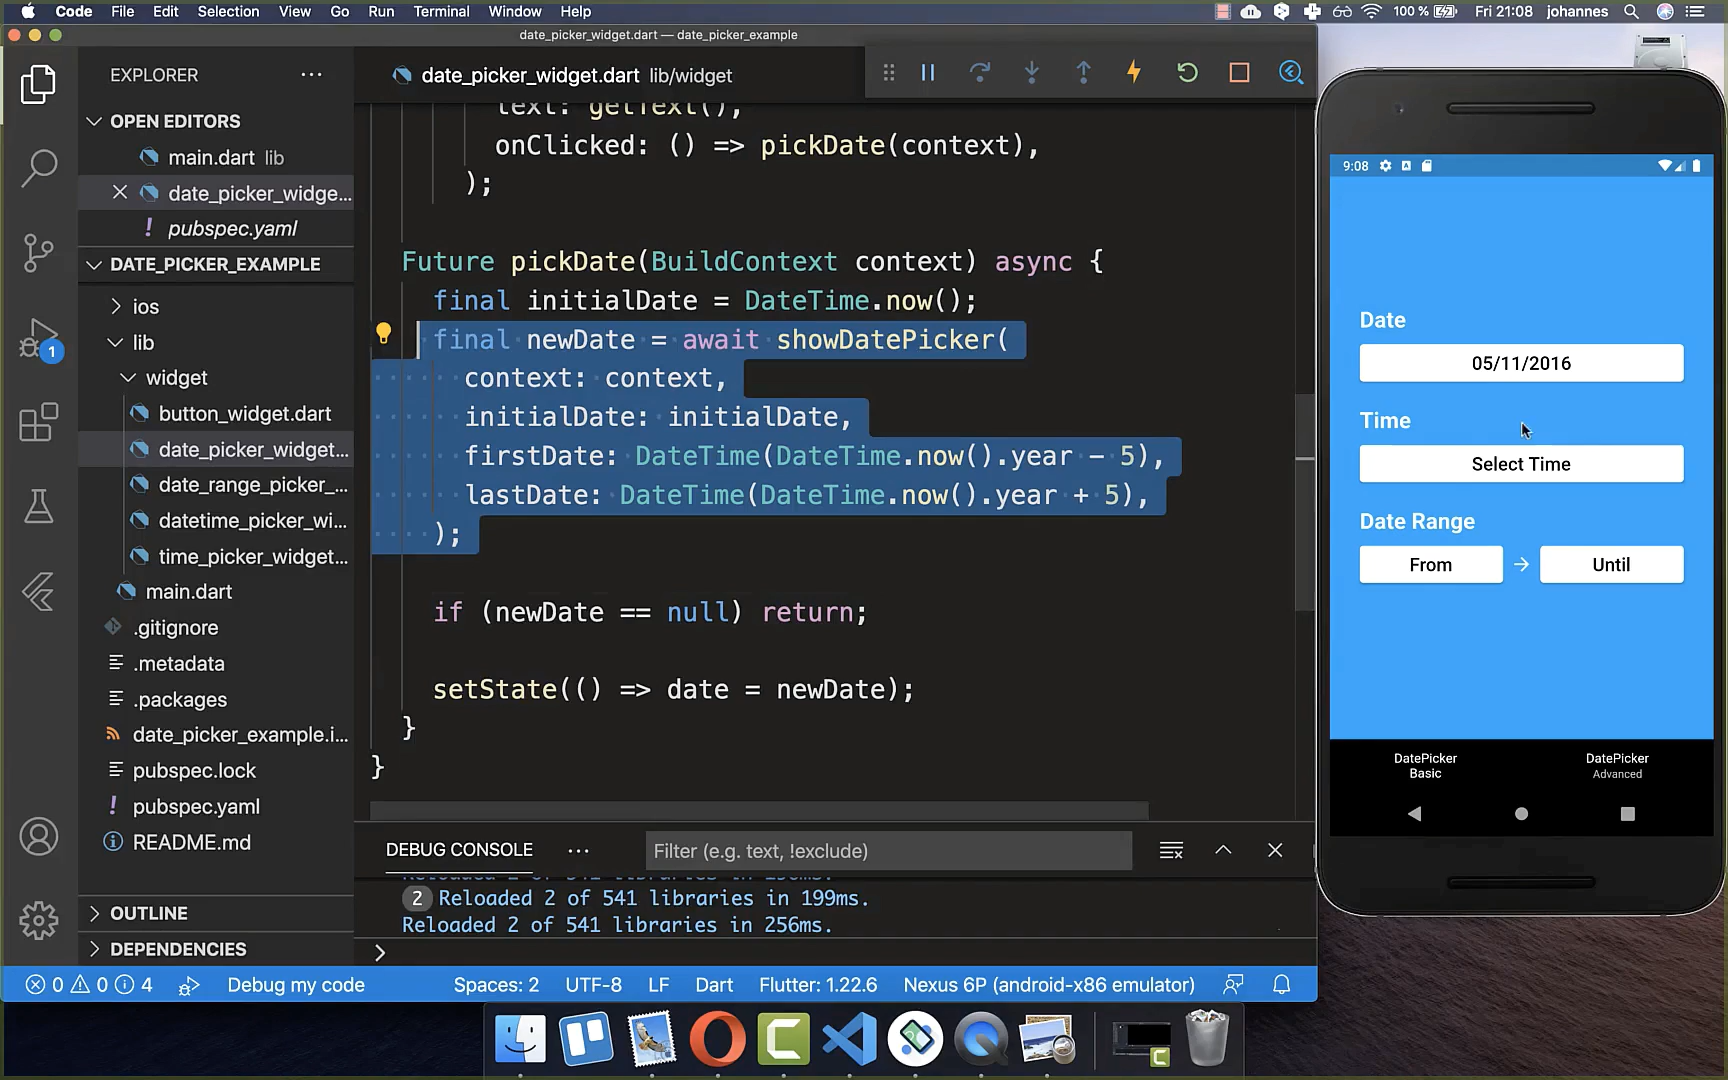 Code File Edit Selection View Go Run Terminal Window Help 100 % Fri 21:08 johannes
date_picker_widget.dart — date_picker_example
EXPLORER
OPEN EDITORS
main.dart lib
date_picker_widge...
! pubspec.yaml
DATE_PICKER_EXAMPLE
ios
lib
widget
button_widget.dart
date_picker_widget...
date_range_picker_...
datetime_picker_wi...
time_picker_widget...
main.dart
.gitignore
.metadata
.packages
date_picker_example.i...
pubspec.lock
! pubspec.yaml
README.md
OUTLINE
DEPENDENCIES
1
date_picker_widget.dart lib/widget
text: getText(),
onClicked: () => pickDate(context),
);
Future pickDate(BuildContext context) async {
final initialDate = DateTime.now();
final newDate = await showDatePicker(
context: context,
initialDate: initialDate,
firstDate: DateTime(DateTime.now().year - 5),
lastDate: DateTime(DateTime.now().year + 5),
);
if (newDate == null) return;
setState(() => date = newDate);
}
}
DEBUG CONSOLE
Filter (e.g. text, !exclude)
2 Reloaded 2 of 541 libraries in 199ms.
Reloaded 2 of 541 libraries in 256ms.
0 0 4 Debug my code Spaces: 2 UTF-8 LF Dart Flutter: 1.22.6 Nexus 6P (android-x86 emulator)
9:08
Date
05/11/2016
Time
Select Time
Date Range
From → Until
DatePicker
Basic
DatePicker
Advanced